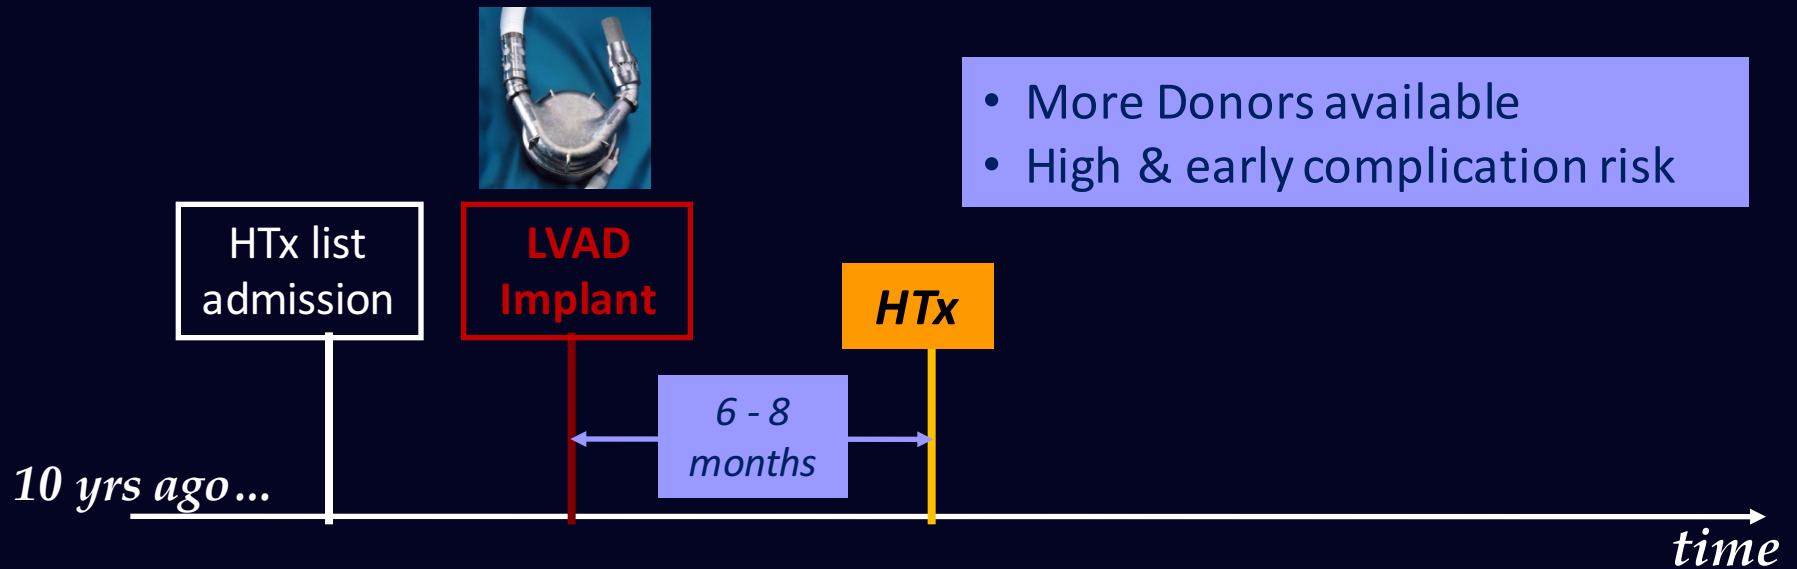 • More Donors available
• High & early complication risk
HTx list
admission
LVAD
Implant
HTx
6 - 8
months
10 yrs ago...
time